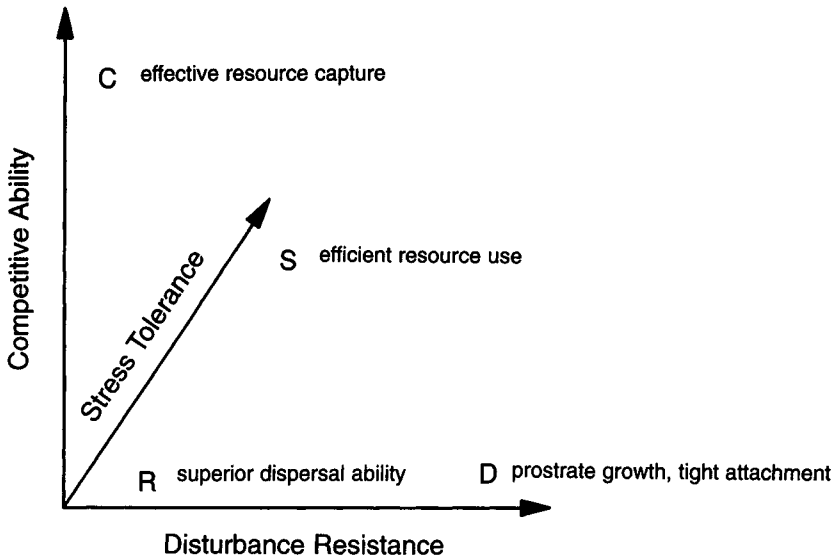 C effective resource capture
Competitive Ability
Stress Tolerance
S efficient resource use
R superior dispersal ability
D prostrate growth, tight attachment
Disturbance Resistance